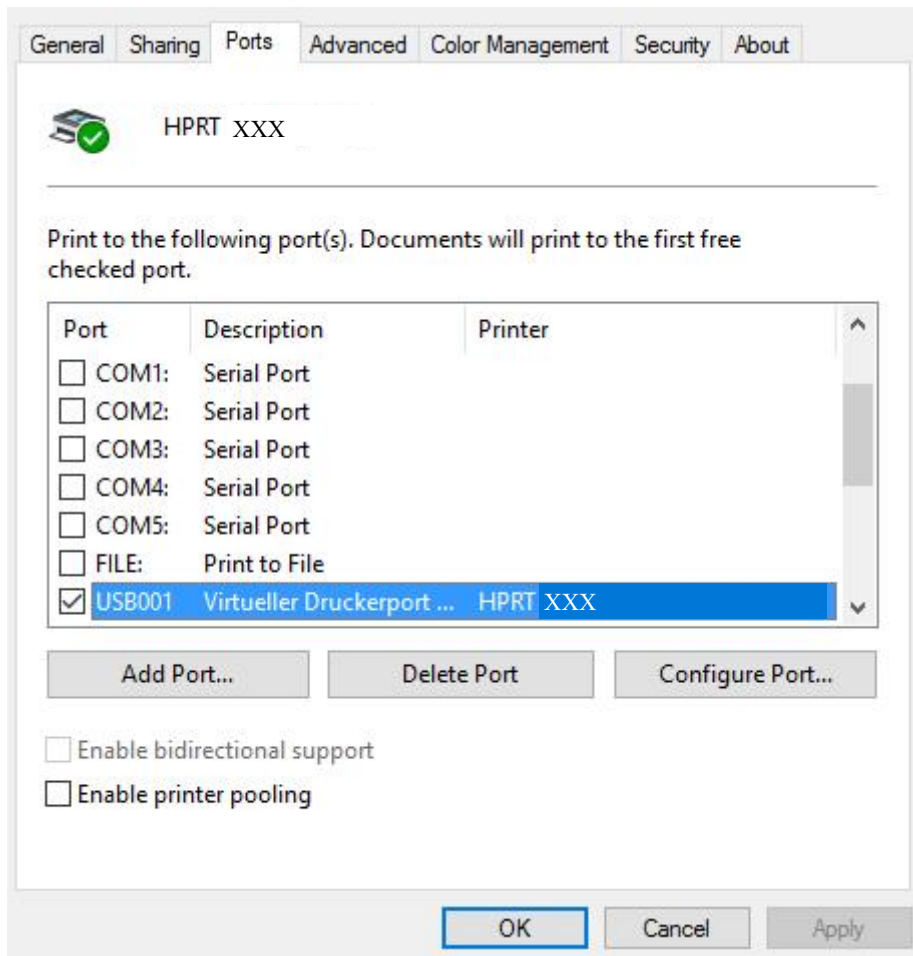 General Sharing Ports Advanced Color Management Security About
HPRT XXX
Print to the following port(s). Documents will print to the first free
checked port.
Port Description Printer
COM1: Serial Port
COM2: Serial Port
COM3: Serial Port
COM4: Serial Port
COM5: Serial Port
FILE: Print to File
USB001 Virtueller Druckerport ... HPRT XXX
Add Port... Delete Port Configure Port...
Enable bidirectional support
Enable printer pooling
OK Cancel Apply